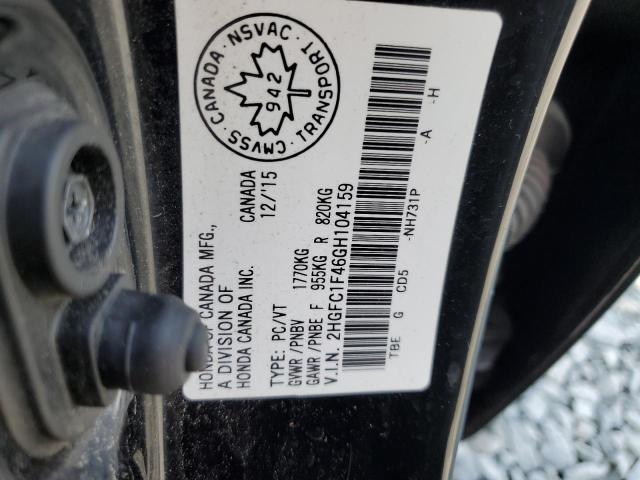 HONDA OF CANADA MFG.,
A DIVISION OF
HONDA CANADA INC.
CANADA
12/'15
TYPE: PC/VT
GVWR/PNBV 1770KG
GAWR/PNBE F 955KG R 820KG
V.I.N. 2HGFC1F46GH104159
TBE G CD5 -NH731P -A -H
CANADA · NSVAC · TRANSPORT · CMVSS ·
942